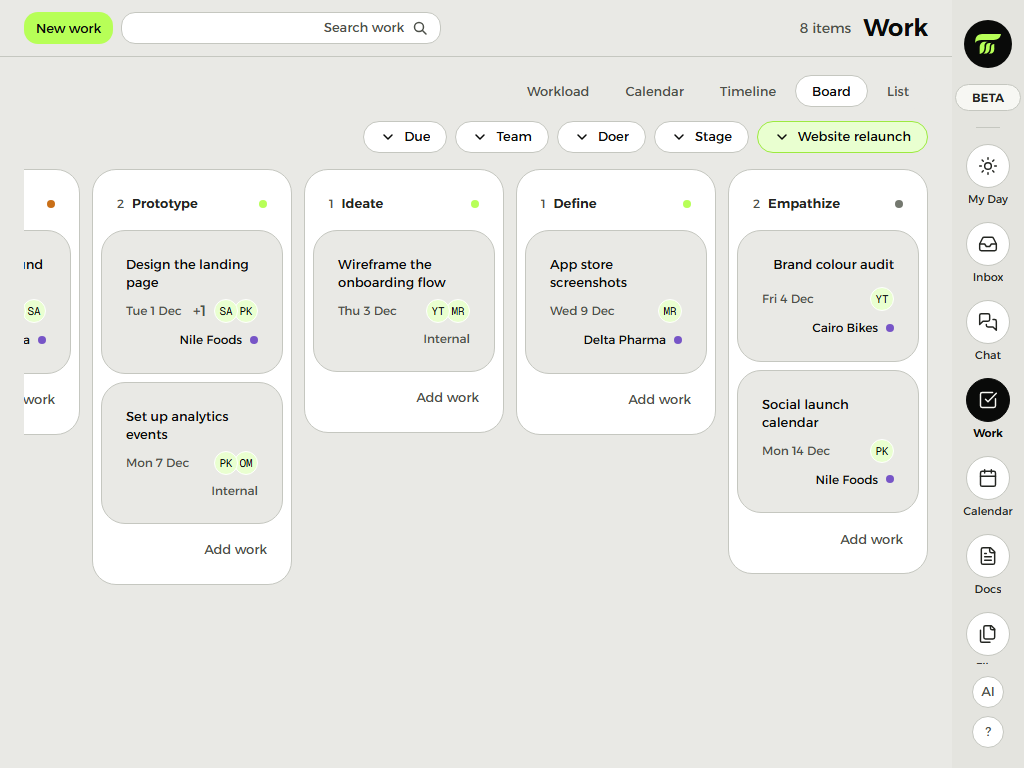 New work
Search work
8 items Work
Workload Calendar Timeline Board List
Due Team Doer Stage Website relaunch
SA
work
2 Prototype
Design the landing
page
Tue 1 Dec +1 SA PK
Nile Foods
Set up analytics
events
Mon 7 Dec PK OM
Internal
Add work
1 Ideate
Wireframe the
onboarding flow
Thu 3 Dec YT MR
Internal
Add work
1 Define
App store
screenshots
Wed 9 Dec MR
Delta Pharma
Add work
2 Empathize
Brand colour audit
Fri 4 Dec YT
Cairo Bikes
Social launch
calendar
Mon 14 Dec PK
Nile Foods
Add work
BETA
My Day
Inbox
Chat
Work
Calendar
Docs
AI
?